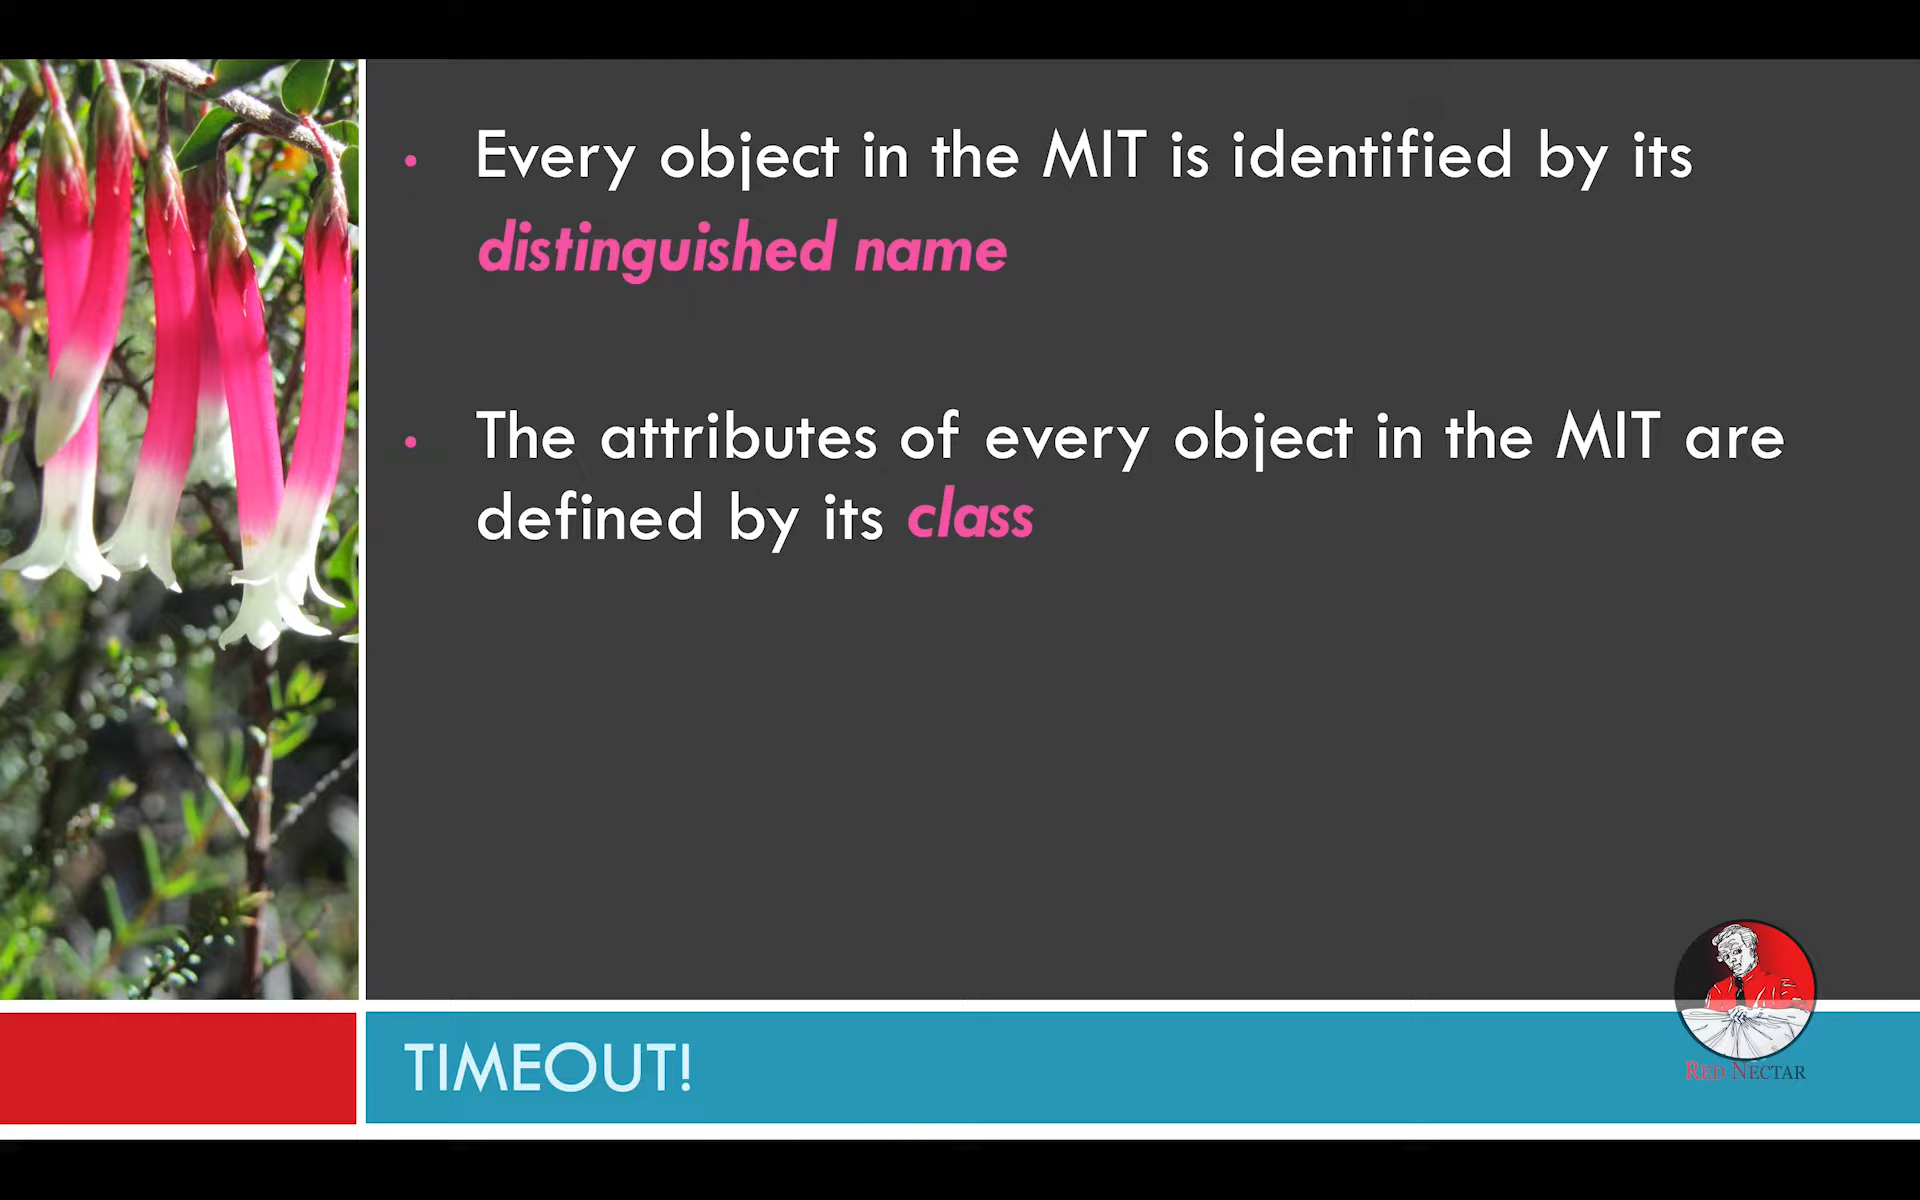 • Every object in the MIT is identified by its
distinguished name
• The attributes of every object in the MIT are
defined by its class
TIMEOUT!
RED NECTAR